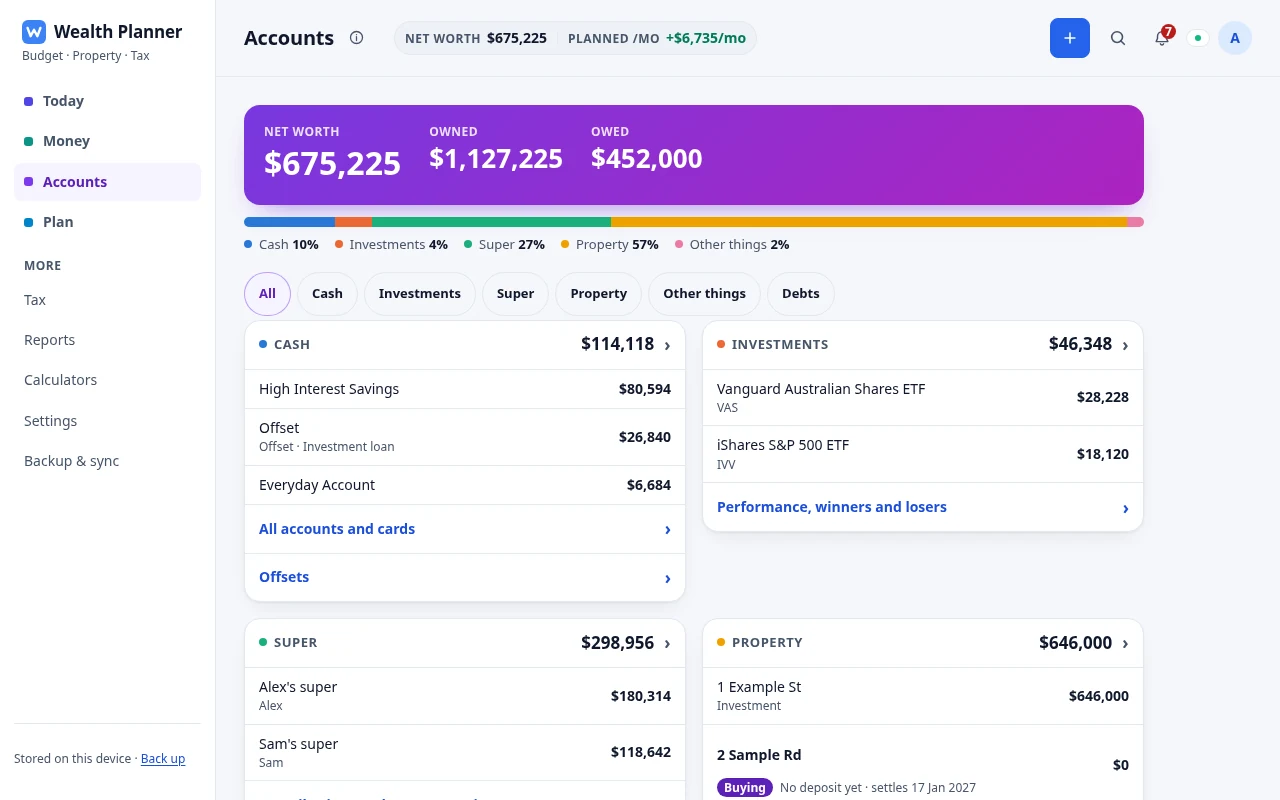 Wealth Planner
Budget · Property · Tax
Today
Money
Accounts
Plan
MORE
Tax
Reports
Calculators
Settings
Backup & sync
Stored on this device · Back up
Accounts
NET WORTH $675,225 PLANNED /MO +$6,735/mo
7
A
NET WORTH
$675,225
OWNED
$1,127,225
OWED
$452,000
Cash 10% Investments 4% Super 27% Property 57% Other things 2%
All Cash Investments Super Property Other things Debts
CASH $114,118
High Interest Savings $80,594
Offset
Offset · Investment loan
$26,840
Everyday Account $6,684
All accounts and cards
Offsets
INVESTMENTS $46,348
Vanguard Australian Shares ETF
VAS
$28,228
iShares S&P 500 ETF
IVV
$18,120
Performance, winners and losers
SUPER $298,956
Alex's super
Alex
$180,314
Sam's super
Sam
$118,642
PROPERTY $646,000
1 Example St
Investment
$646,000
2 Sample Rd
$0
Buying No deposit yet · settles 17 Jan 2027